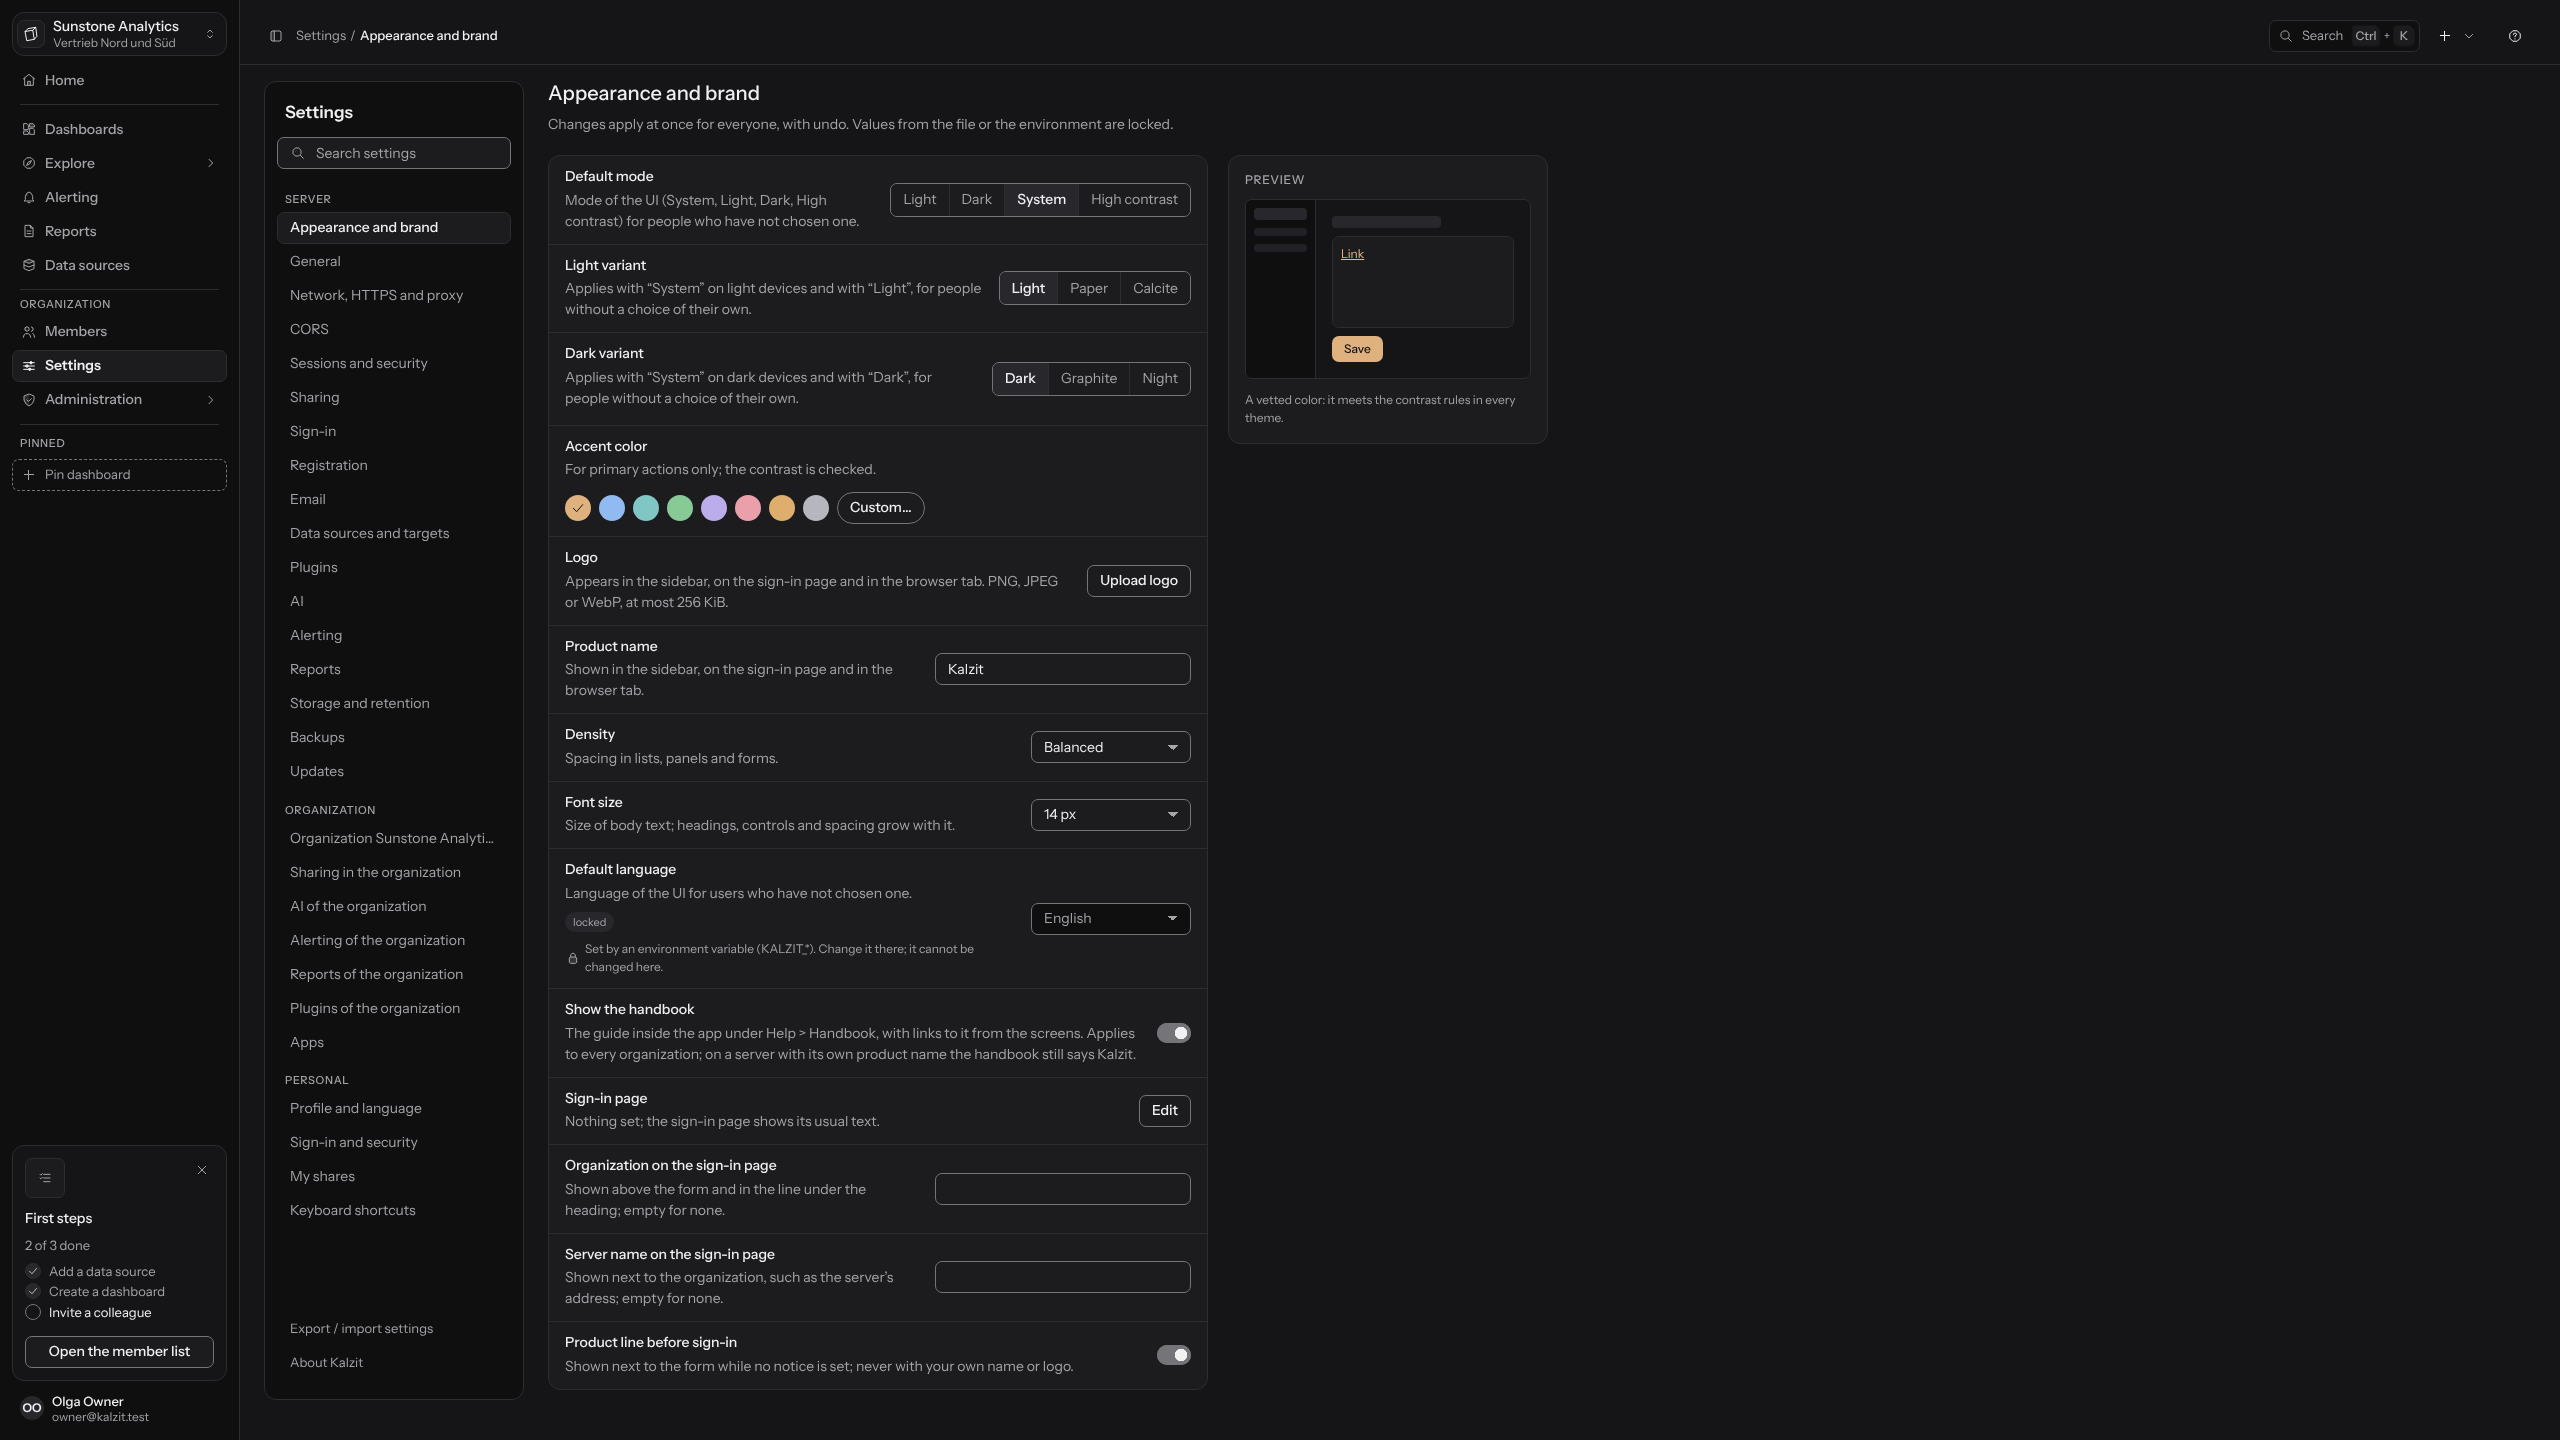 Sunstone Analytics
Vertrieb Nord und Süd
Home
Dashboards
Explore
Alerting
Reports
Data sources
ORGANIZATION
Members
Settings
Administration
PINNED
Pin dashboard
First steps
2 of 3 done
Add a data source
Create a dashboard
Invite a colleague
Open the member list
OO
Olga Owner
owner@kalzit.test
Settings / Appearance and brand
Search Ctrl + K
Settings
Search settings
SERVER
Appearance and brand
General
Network, HTTPS and proxy
CORS
Sessions and security
Sharing
Sign-in
Registration
Email
Data sources and targets
Plugins
AI
Alerting
Reports
Storage and retention
Backups
Updates
ORGANIZATION
Organization Sunstone Analyti...
Sharing in the organization
AI of the organization
Alerting of the organization
Reports of the organization
Plugins of the organization
Apps
PERSONAL
Profile and language
Sign-in and security
My shares
Keyboard shortcuts
Export / import settings
About Kalzit
Appearance and brand
Changes apply at once for everyone, with undo. Values from the file or the environment are locked.
Default mode
Mode of the UI (System, Light, Dark, High
contrast) for people who have not chosen one.
Light Dark System High contrast
Light variant
Applies with “System” on light devices and with “Light”, for people
without a choice of their own.
Light Paper Calcite
Dark variant
Applies with “System” on dark devices and with “Dark”, for
people without a choice of their own.
Dark Graphite Night
Accent color
For primary actions only; the contrast is checked.
Custom...
Logo
Appears in the sidebar, on the sign-in page and in the browser tab. PNG, JPEG
or WebP, at most 256 KiB.
Upload logo
Product name
Shown in the sidebar, on the sign-in page and in the
browser tab.
Kalzit
Density
Spacing in lists, panels and forms.
Balanced
Font size
Size of body text; headings, controls and spacing grow with it.
14 px
Default language
Language of the UI for users who have not chosen one.
locked
Set by an environment variable (KALZIT_*). Change it there; it cannot be
changed here.
English
Show the handbook
The guide inside the app under Help > Handbook, with links to it from the screens. Applies
to every organization; on a server with its own product name the handbook still says Kalzit.
Sign-in page
Nothing set; the sign-in page shows its usual text.
Edit
Organization on the sign-in page
Shown above the form and in the line under the
heading; empty for none.
Server name on the sign-in page
Shown next to the organization, such as the server’s
address; empty for none.
Product line before sign-in
Shown next to the form while no notice is set; never with your own name or logo.
PREVIEW
Link
Save
A vetted color: it meets the contrast rules in every
theme.